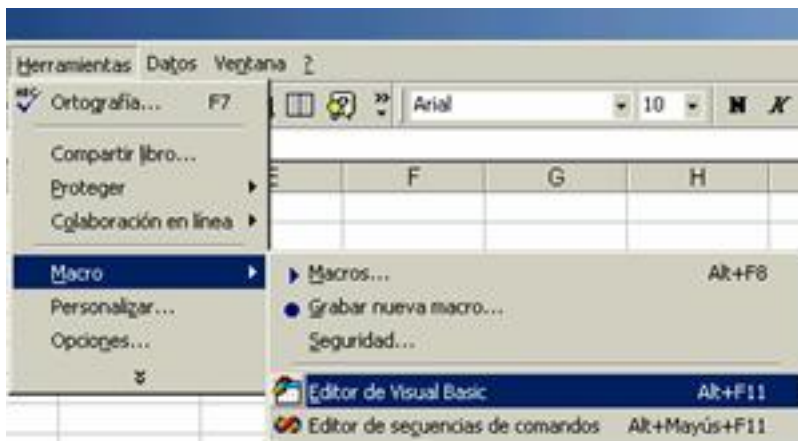 Herramientas Datos Ventana ?
ABC Ortografía... F7
Arial 10 N K
Compartir libro...
Proteger
Colaboración en línea
E F G H
Macro
Personalizar...
Opciones...
Macros... Alt+F8
Grabar nueva macro...
Seguridad...
Editor de Visual Basic Alt+F11
Editor de secuencias de comandos Alt+Mayús+F11